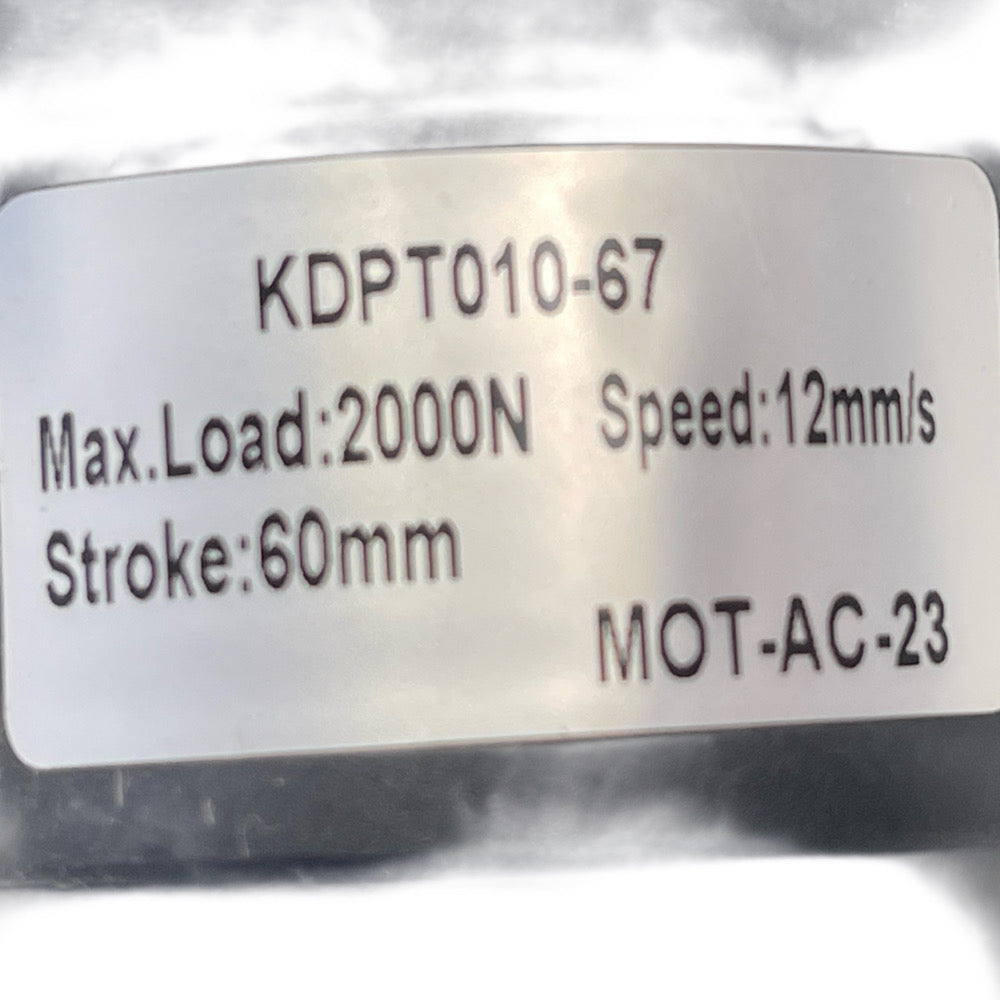 KDPT010-67
Max.Load:2000N Speed:12mm/s
Stroke:60mm
MOT-AC-23